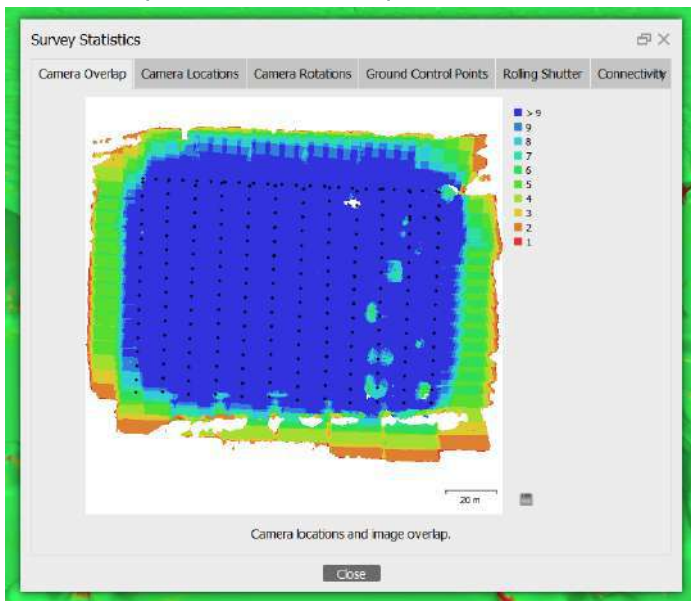 Survey Statistics
Camera Overlap Camera Locations Camera Rotations Ground Control Points Rolling Shutter Connectivity
> 9
9
8
7
6
5
4
3
2
1
20 m
Camera locations and image overlap.
Close